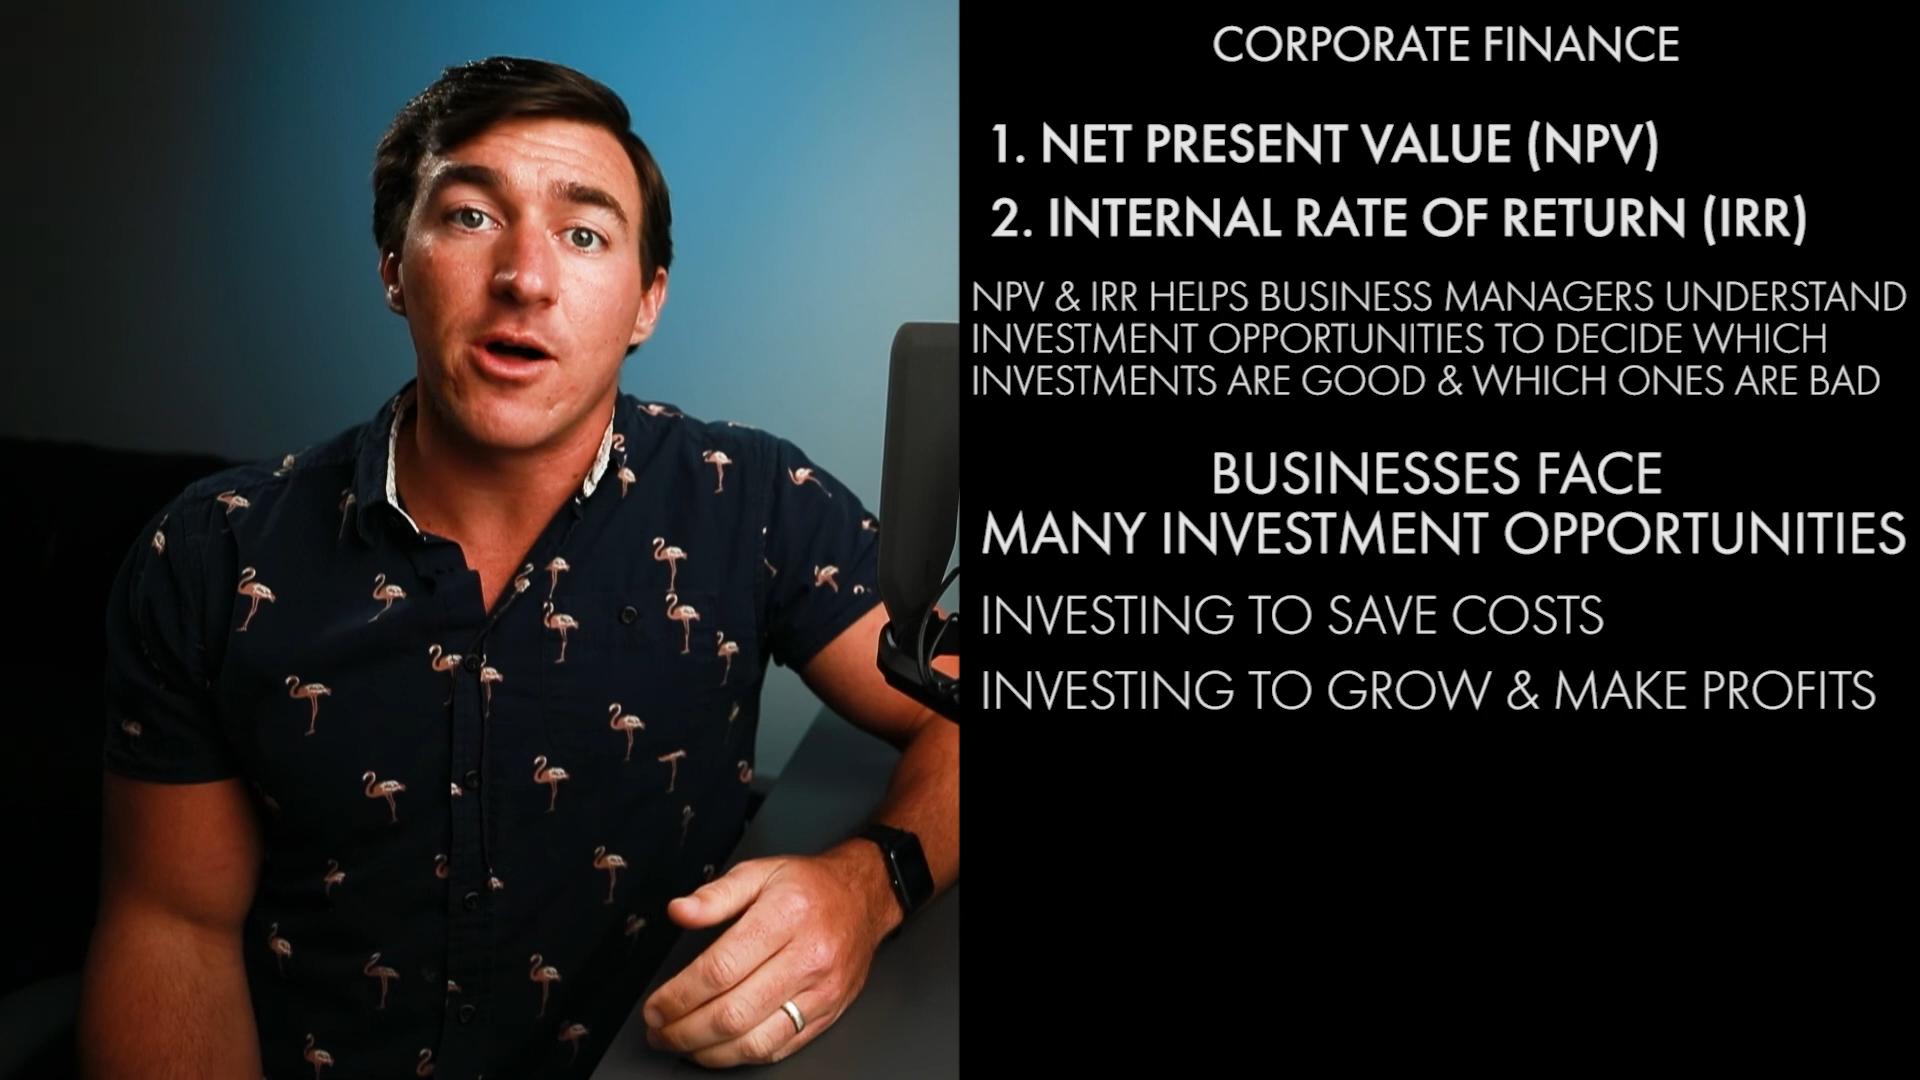 CORPORATE FINANCE
1. NET PRESENT VALUE (NPV)
2. INTERNAL RATE OF RETURN (IRR)
NPV & IRR HELPS BUSINESS MANAGERS UNDERSTAND
INVESTMENT OPPORTUNITIES TO DECIDE WHICH
INVESTMENTS ARE GOOD & WHICH ONES ARE BAD
BUSINESSES FACE
MANY INVESTMENT OPPORTUNITIES
INVESTING TO SAVE COSTS
INVESTING TO GROW & MAKE PROFITS